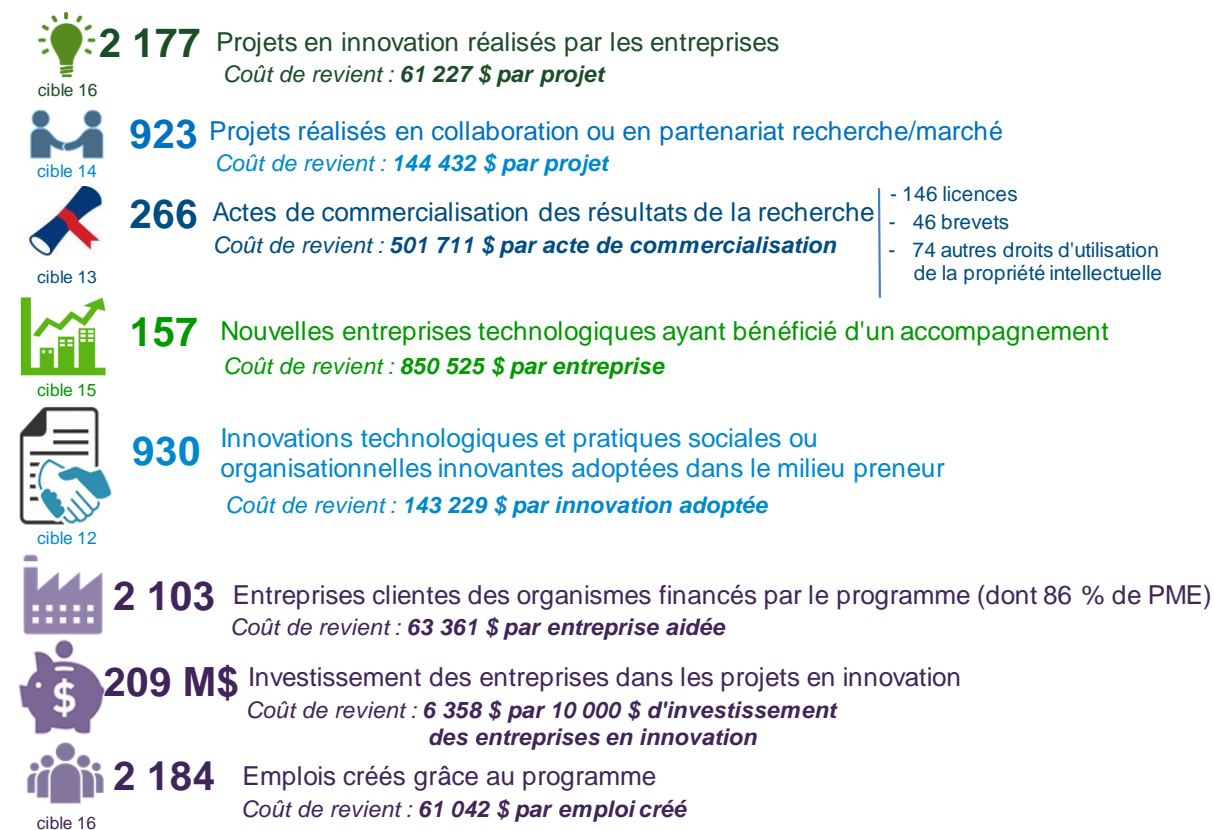 2 177 Projets en innovation réalisés par les entreprises
Coût de revient : 61 227 $ par projet
cible 16
923 Projets réalisés en collaboration ou en partenariat recherche/marché
Coût de revient : 144 432 $ par projet
cible 14
266 Actes de commercialisation des résultats de la recherche
Coût de revient : 501 711 $ par acte de commercialisation
- 146 licences
- 46 brevets
- 74 autres droits d'utilisation
de la propriété intellectuelle
cible 13
157 Nouvelles entreprises technologiques ayant bénéficié d'un accompagnement
Coût de revient : 850 525 $ par entreprise
cible 15
930 Innovations technologiques et pratiques sociales ou
organisationnelles innovantes adoptées dans le milieu preneur
Coût de revient : 143 229 $ par innovation adoptée
cible 12
2 103 Entreprises clientes des organismes financés par le programme (dont 86 % de PME)
Coût de revient : 63 361 $ par entreprise aidée
$
209 M$ Investissement des entreprises dans les projets en innovation
Coût de revient : 6 358 $ par 10 000 $ d'investissement
des entreprises en innovation
2 184 Emplois créés grâce au programme
Coût de revient : 61 042 $ par emploi créé
cible 16